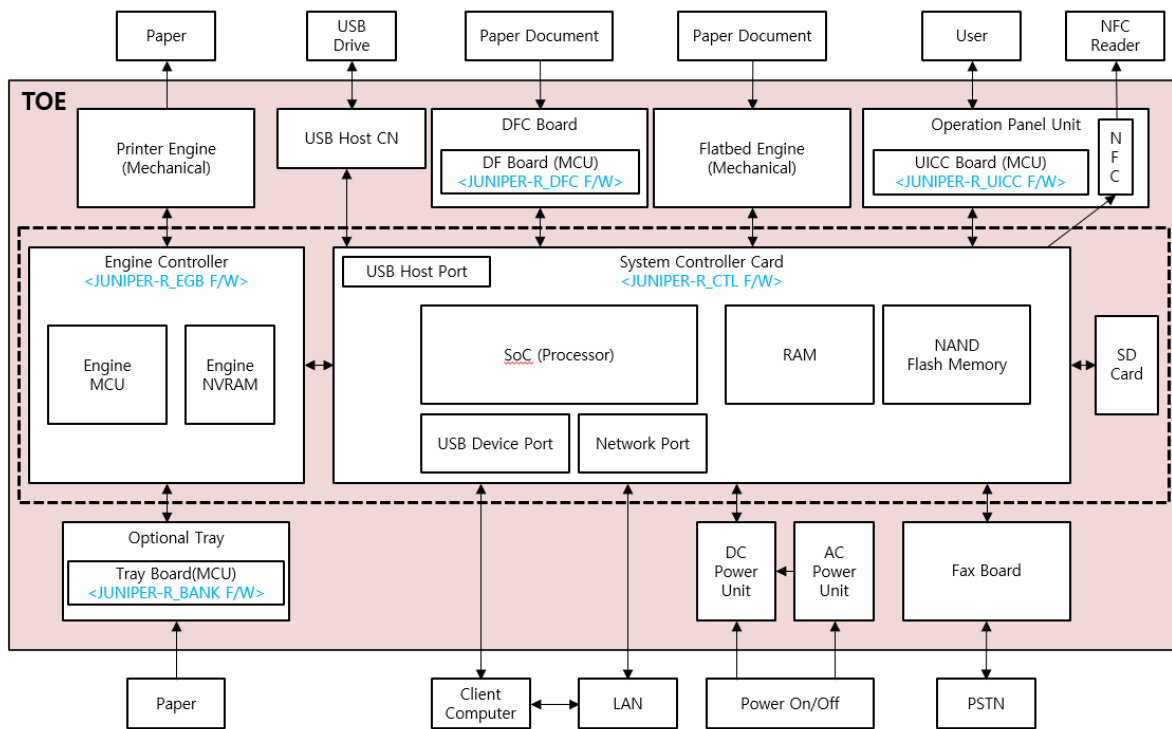 Paper
USB
Drive
Paper Document
Paper Document
User
NFC
Reader
TOE
Printer Engine
(Mechanical)
USB Host CN
DFC Board
DF Board (MCU)
<JUNIPER-R_DFC F/W>
Flatbed Engine
(Mechanical)
Operation Panel Unit
UICC Board (MCU)
<JUNIPER-R_UICC F/W>
N
F
C
Engine Controller
<JUNIPER-R_EGB F/W>
Engine
MCU
Engine
NVRAM
USB Host Port
System Controller Card
<JUNIPER-R_CTL F/W>
SoC (Processor)
RAM
NAND
Flash Memory
USB Device Port
Network Port
SD
Card
Optional Tray
Tray Board(MCU)
<JUNIPER-R_BANK F/W>
DC
Power
Unit
AC
Power
Unit
Fax Board
Paper
Client
Computer
LAN
Power On/Off
PSTN